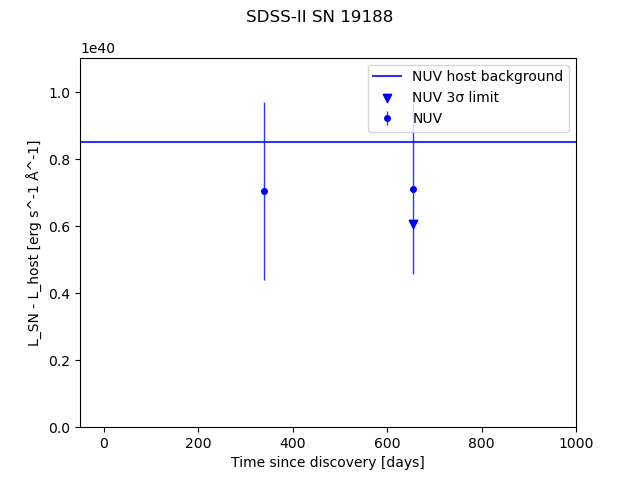 SDSS-II SN 19188
1e40
NUV host background
NUV 3σ limit
NUV
L_SN - L_host [erg s^-1 Å^-1]
1.0
0.8
0.6
0.4
0.2
0.0
0 200 400 600 800 1000
Time since discovery [days]